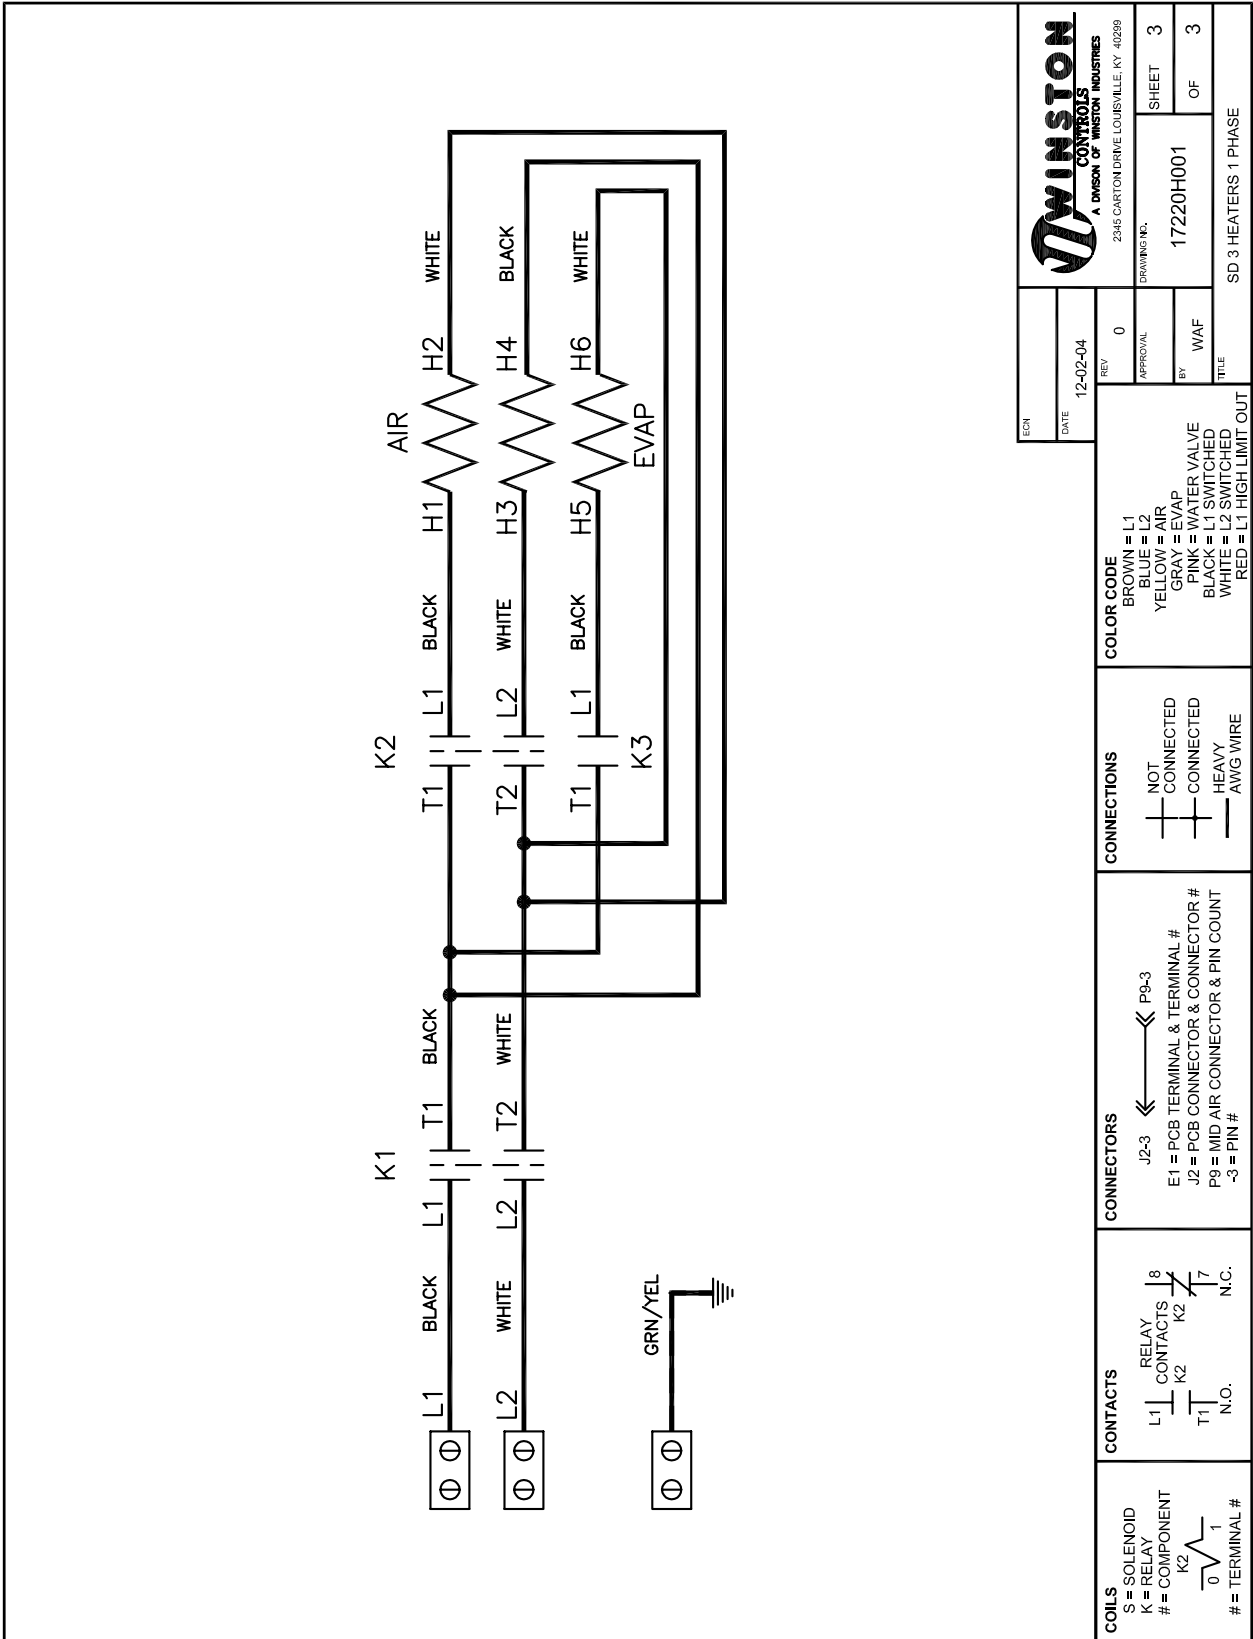 K1
K2
AIR
L1
BLACK
L1
T1
BLACK
T1
L1
BLACK
H1
H2
WHITE
L2
WHITE
L2
T2
WHITE
T2
L2
WHITE
H3
H4
BLACK
T1
L1
BLACK
H5
H6
WHITE
K3
EVAP
GRN/YEL
COILS
S = SOLENOID
K = RELAY
# = COMPONENT
K2
0
1
# = TERMINAL #
CONTACTS
RELAY
CONTACTS
L1
K2
T1
N.O.
8
K2
7
N.C.
CONNECTORS
J2-3
P9-3
E1 = PCB TERMINAL & TERMINAL #
J2 = PCB CONNECTOR & CONNECTOR #
P9 = MID AIR CONNECTOR & PIN COUNT
-3 = PIN #
CONNECTIONS
NOT
CONNECTED
CONNECTED
HEAVY
AWG WIRE
COLOR CODE
BROWN = L1
BLUE = L2
YELLOW = AIR
GRAY = EVAP
PINK = WATER VALVE
BLACK = L1 SWITCHED
WHITE = L2 SWITCHED
RED = L1 HIGH LIMIT OUT
ECN
DATE
12-02-04
REV
0
APPROVAL
BY
WAF
TITLE
SD 3 HEATERS 1 PHASE
WINSTON
CONTROLS
A DIVISION OF WINSTON INDUSTRIES
2345 CARTON DRIVE LOUISVILLE, KY 40299
DRAWING NO.
17220H001
SHEET
3
OF
3